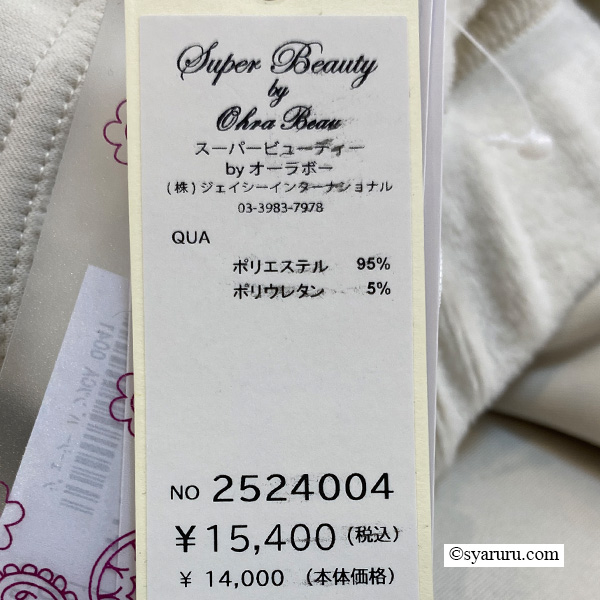 Super Beauty
by
Ohra Beau
スーパービューティー
by オーラボー
(株)ジェイシーインターナショナル
03-3983-7978
QUA
ポリエステル 95%
ポリウレタン 5%
NO 2524004
¥15,400 (税込)
¥ 14,000 (本体価格)
©syaruru.com
0041